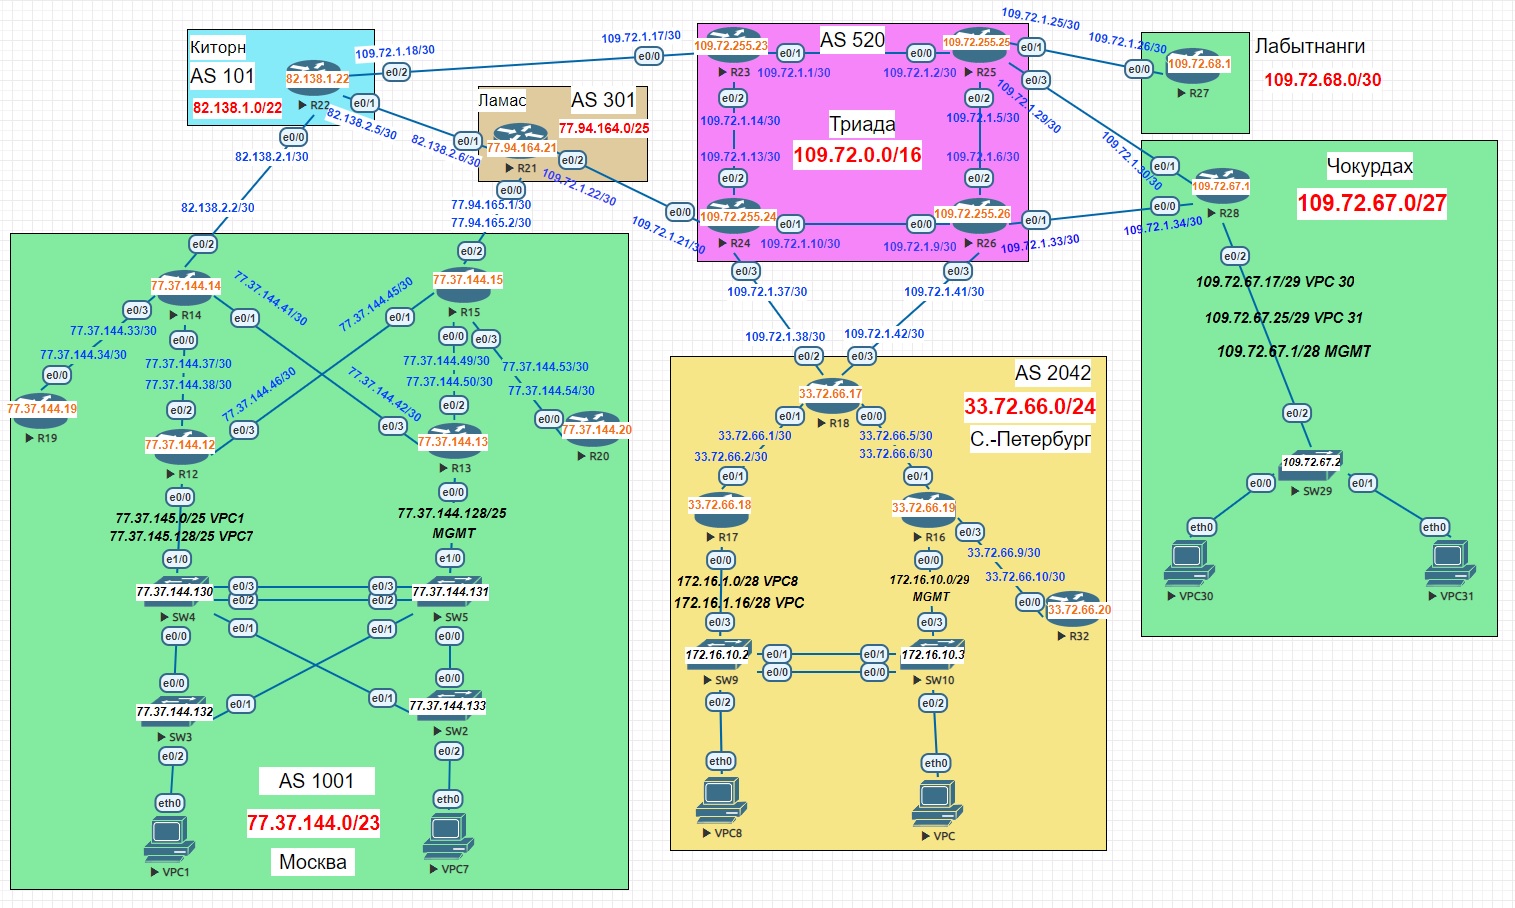 Киторн
AS 101
82.138.1.0/22
82.138.1.22
R22
e0/2
109.72.1.18/30
e0/1
82.138.2.5/30
e0/0
82.138.2.1/30
82.138.2.2/30
109.72.1.17/30
e0/0
Ламас
AS 301
77.94.164.0/25
77.94.164.21
R21
e0/1
82.138.2.6/30
e0/2
109.72.1.22/30
e0/0
77.94.165.1/30
77.94.165.2/30
AS 520
Триада
109.72.0.0/16
109.72.255.23
R23
e0/1
109.72.1.1/30
e0/0
109.72.1.2/30
109.72.255.25
R25
e0/2
109.72.1.14/30
109.72.1.13/30
e0/2
e0/2
109.72.1.5/30
109.72.1.6/30
e0/2
109.72.255.24
R24
e0/0
109.72.1.21/30
e0/1
109.72.1.10/30
e0/0
109.72.1.9/30
109.72.255.26
R26
e0/1
109.72.1.33/30
e0/3
109.72.1.37/30
109.72.1.38/30
e0/3
109.72.1.41/30
109.72.1.42/30
109.72.1.25/30
e0/1
109.72.1.26/30
e0/0
e0/3
109.72.1.29/30
109.72.1.30/30
e0/1
109.72.68.1
R27
Лабытнанги
109.72.68.0/30
Чокурдах
109.72.67.0/27
109.72.67.1
R28
e0/0
109.72.1.34/30
e0/2
109.72.67.17/29 VPC 30
109.72.67.25/29 VPC 31
109.72.67.1/28 MGMT
e0/2
109.72.67.2
SW29
e0/0
e0/1
eth0
eth0
VPC30
VPC31
e0/2
77.37.144.14
R14
e0/3
77.37.144.33/30
77.37.144.34/30
e0/0
77.37.144.19
R19
e0/1
77.37.144.41/30
77.37.144.42/30
e0/3
e0/0
77.37.144.37/30
77.37.144.38/30
e0/2
77.37.144.12
R12
e0/3
77.37.144.46/30
77.37.144.45/30
e0/1
e0/2
77.37.144.15
R15
e0/0
77.37.144.49/30
77.37.144.50/30
e0/2
77.37.144.13
R13
e0/3
77.37.144.53/30
77.37.144.54/30
e0/0
77.37.144.20
R20
e0/0
77.37.145.0/25 VPC1
77.37.145.128/25 VPC7
e1/0
e0/0
77.37.144.128/25
MGMT
e1/0
77.37.144.130
SW4
e0/3
e0/2
e0/3
e0/2
77.37.144.131
SW5
e0/0
e0/1
e0/1
e0/0
e0/0
e0/1
e0/1
e0/0
77.37.144.132
SW3
77.37.144.133
SW2
e0/2
e0/2
eth0
eth0
VPC1
VPC7
AS 1001
77.37.144.0/23
Москва
AS 2042
33.72.66.0/24
С.-Петербург
e0/2
e0/3
33.72.66.17
R18
e0/1
e0/0
33.72.66.1/30
33.72.66.2/30
33.72.66.5/30
33.72.66.6/30
e0/1
e0/1
33.72.66.18
R17
33.72.66.19
R16
e0/3
33.72.66.9/30
33.72.66.10/30
e0/0
33.72.66.20
R32
e0/0
172.16.1.0/28 VPC8
172.16.1.16/28 VPC
e0/3
e0/0
172.16.10.0/29
MGMT
e0/3
172.16.10.2
SW9
e0/1
e0/0
e0/1
e0/0
172.16.10.3
SW10
e0/2
e0/2
eth0
eth0
VPC8
VPC